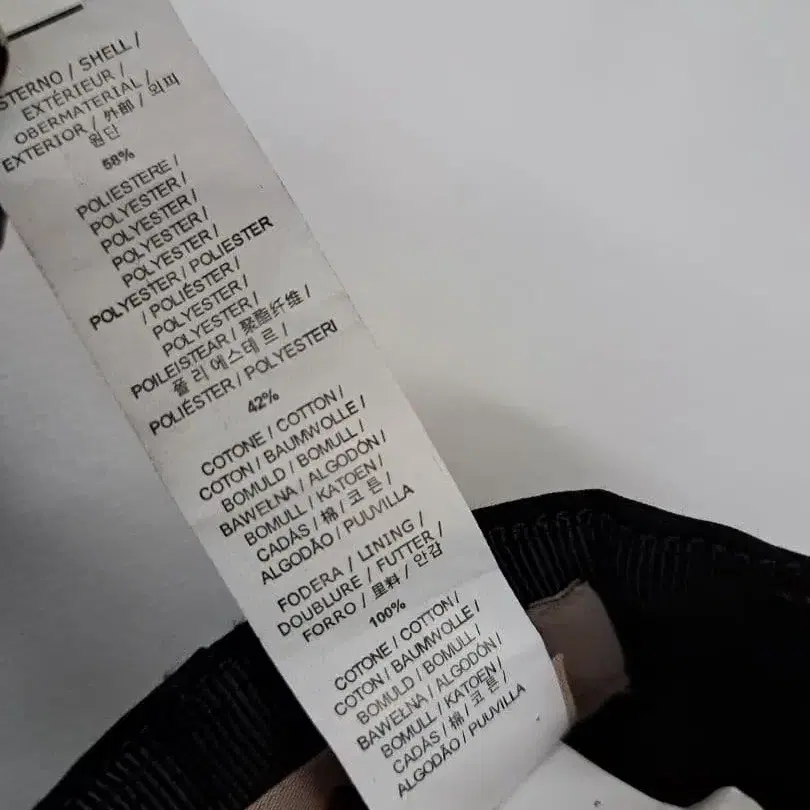 STERNO / SHELL /
EXTÉRIEUR /
OBERMATERIAL /
EXTERIOR / 外部 / 외피
원단
58%
POLIESTERE /
POLYESTER /
POLYESTER /
POLYESTER /
POLYESTER /
POLYESTER / POLIESTER
/ POLIÉSTER /
POLYESTER /
POLYESTER /
POILEISTEAR / 聚酯纤维 /
폴리에스테르 /
POLIÉSTER / POLYESTERI
42%
COTONE / COTTON /
COTON / BAUMWOLLE /
BOMULD / BOMULL /
BAWEŁNA / ALGODÓN /
BOMULL / KATOEN /
CADÁS / 棉 / 코튼 /
ALGODÃO / PUUVILLA
FODERA / LINING /
DOUBLURE / FUTTER /
FORRO / 里料 / 안감
100%
COTONE / COTTON /
COTON / BAUMWOLLE /
BOMULD / BOMULL /
BAWEŁNA / ALGODÓN /
BOMULL / KATOEN /
CADÁS / 棉 / 코튼 /
ALGODÃO / PUUVILLA